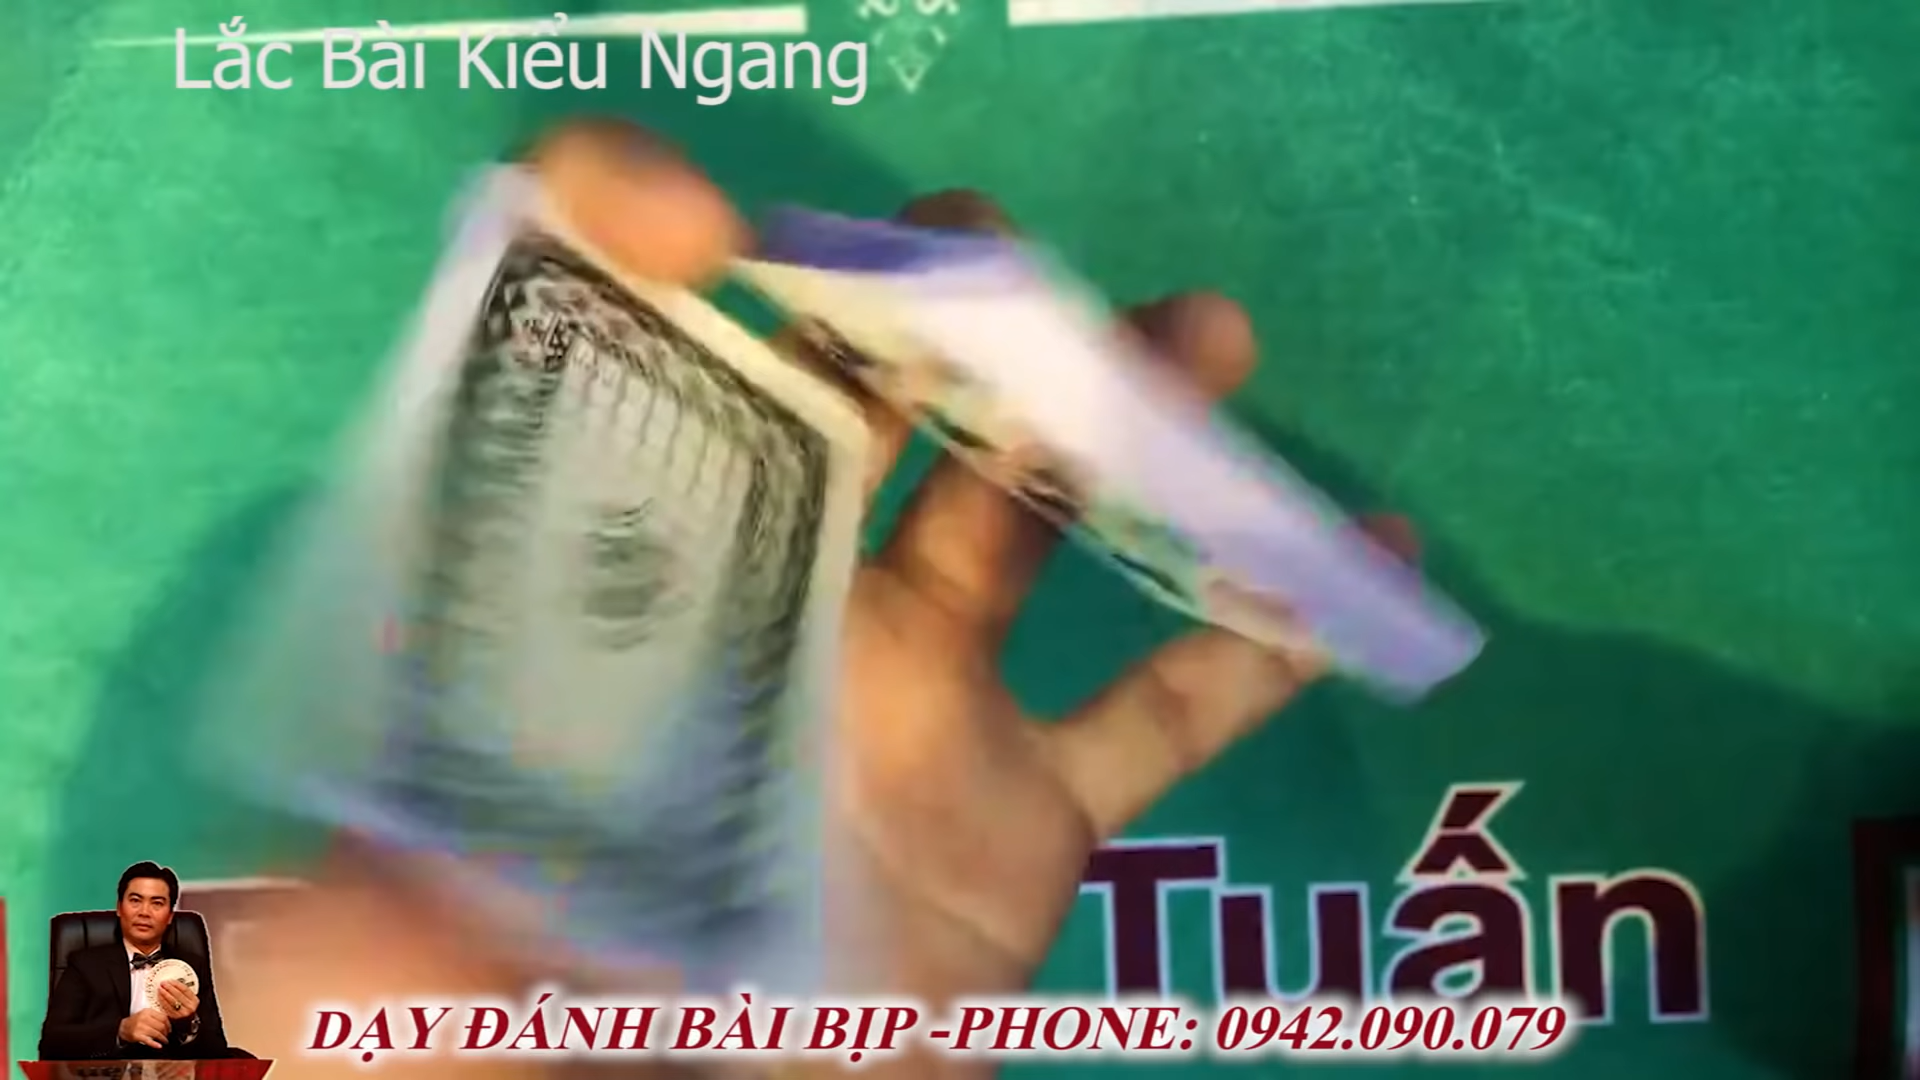 Lắc Bài Kiểu Ngang
Tuấn
DẠY ĐÁNH BÀI BỊP -PHONE: 0942.090.079